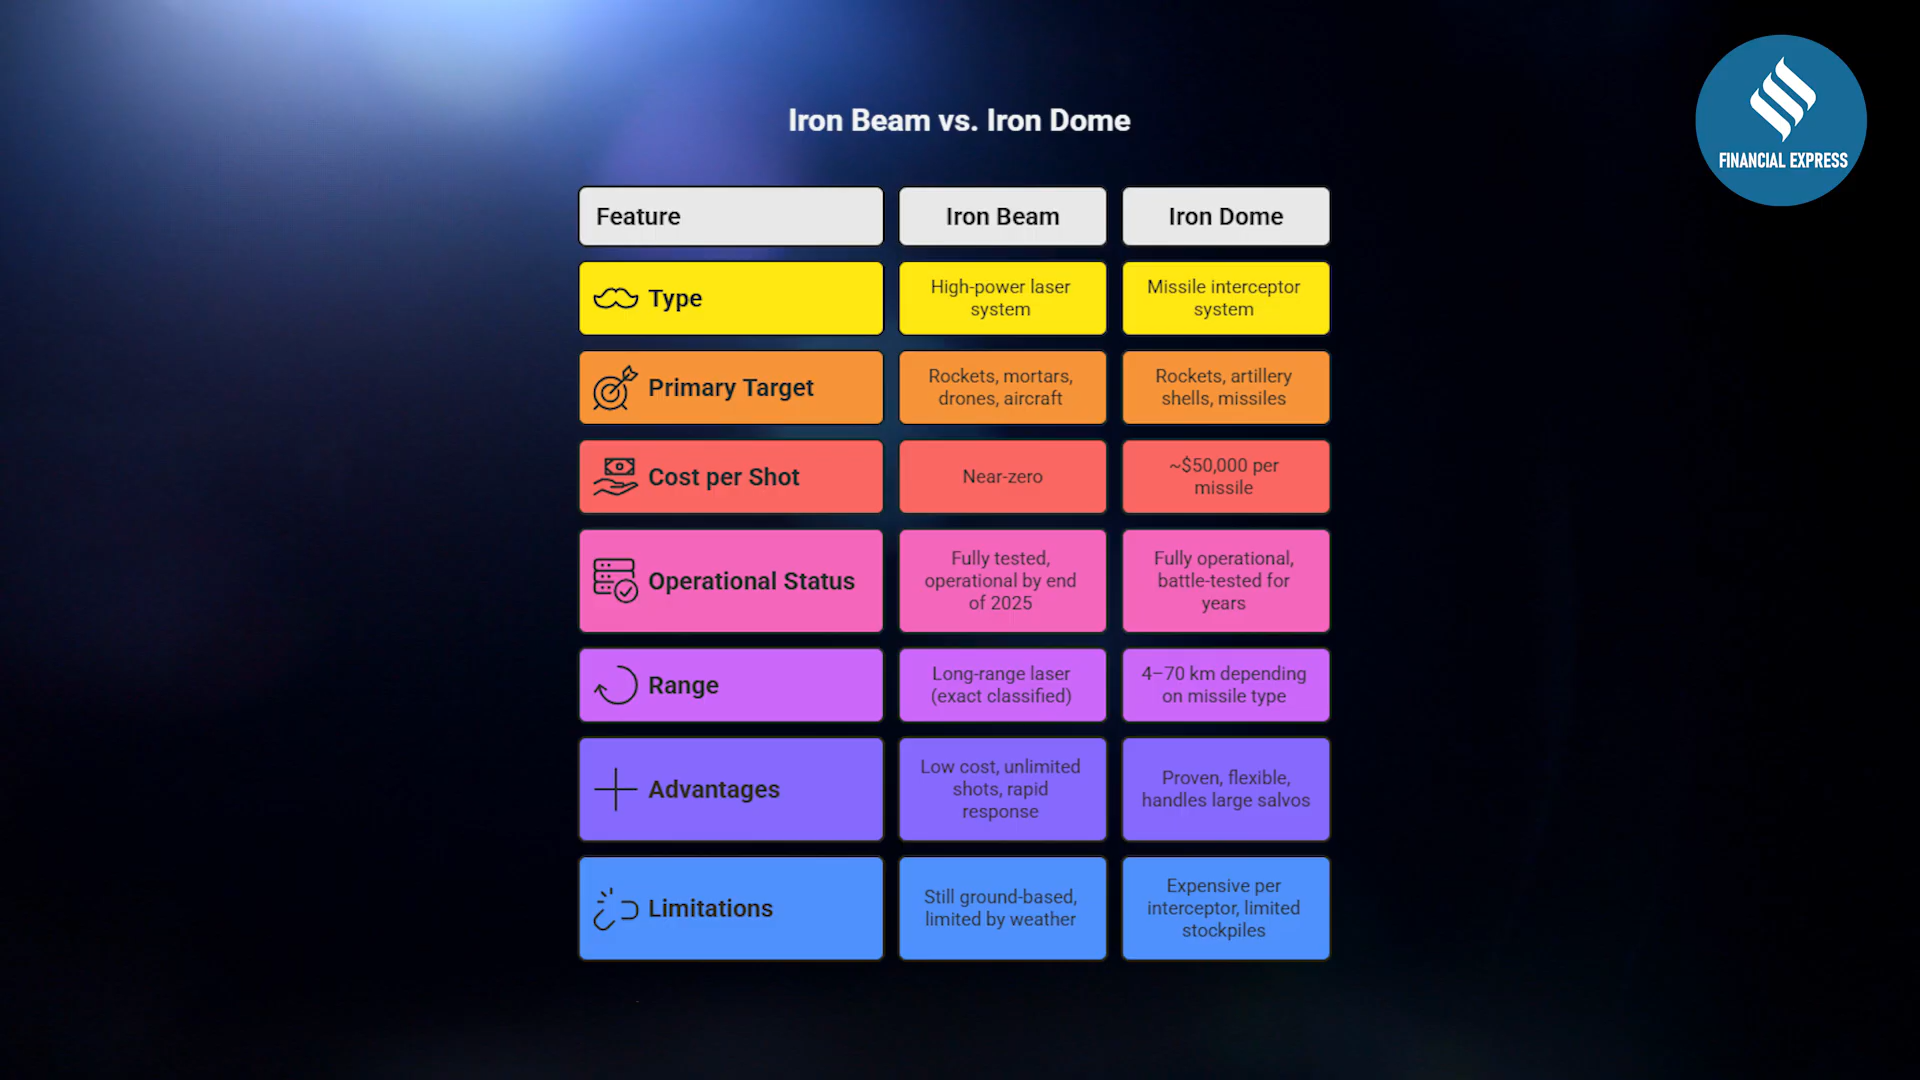 FINANCIAL EXPRESS
Iron Beam vs. Iron Dome
Feature
Iron Beam
Iron Dome
Type
High-power laser
system
Missile interceptor
system
Primary Target
Rockets, mortars,
drones, aircraft
Rockets, artillery
shells, missiles
Cost per Shot
Near-zero
~$50,000 per
missile
Operational Status
Fully tested,
operational by end
of 2025
Fully operational,
battle-tested for
years
Range
Long-range laser
(exact classified)
4–70 km depending
on missile type
Advantages
Low cost, unlimited
shots, rapid
response
Proven, flexible,
handles large salvos
Limitations
Still ground-based,
limited by weather
Expensive per
interceptor, limited
stockpiles